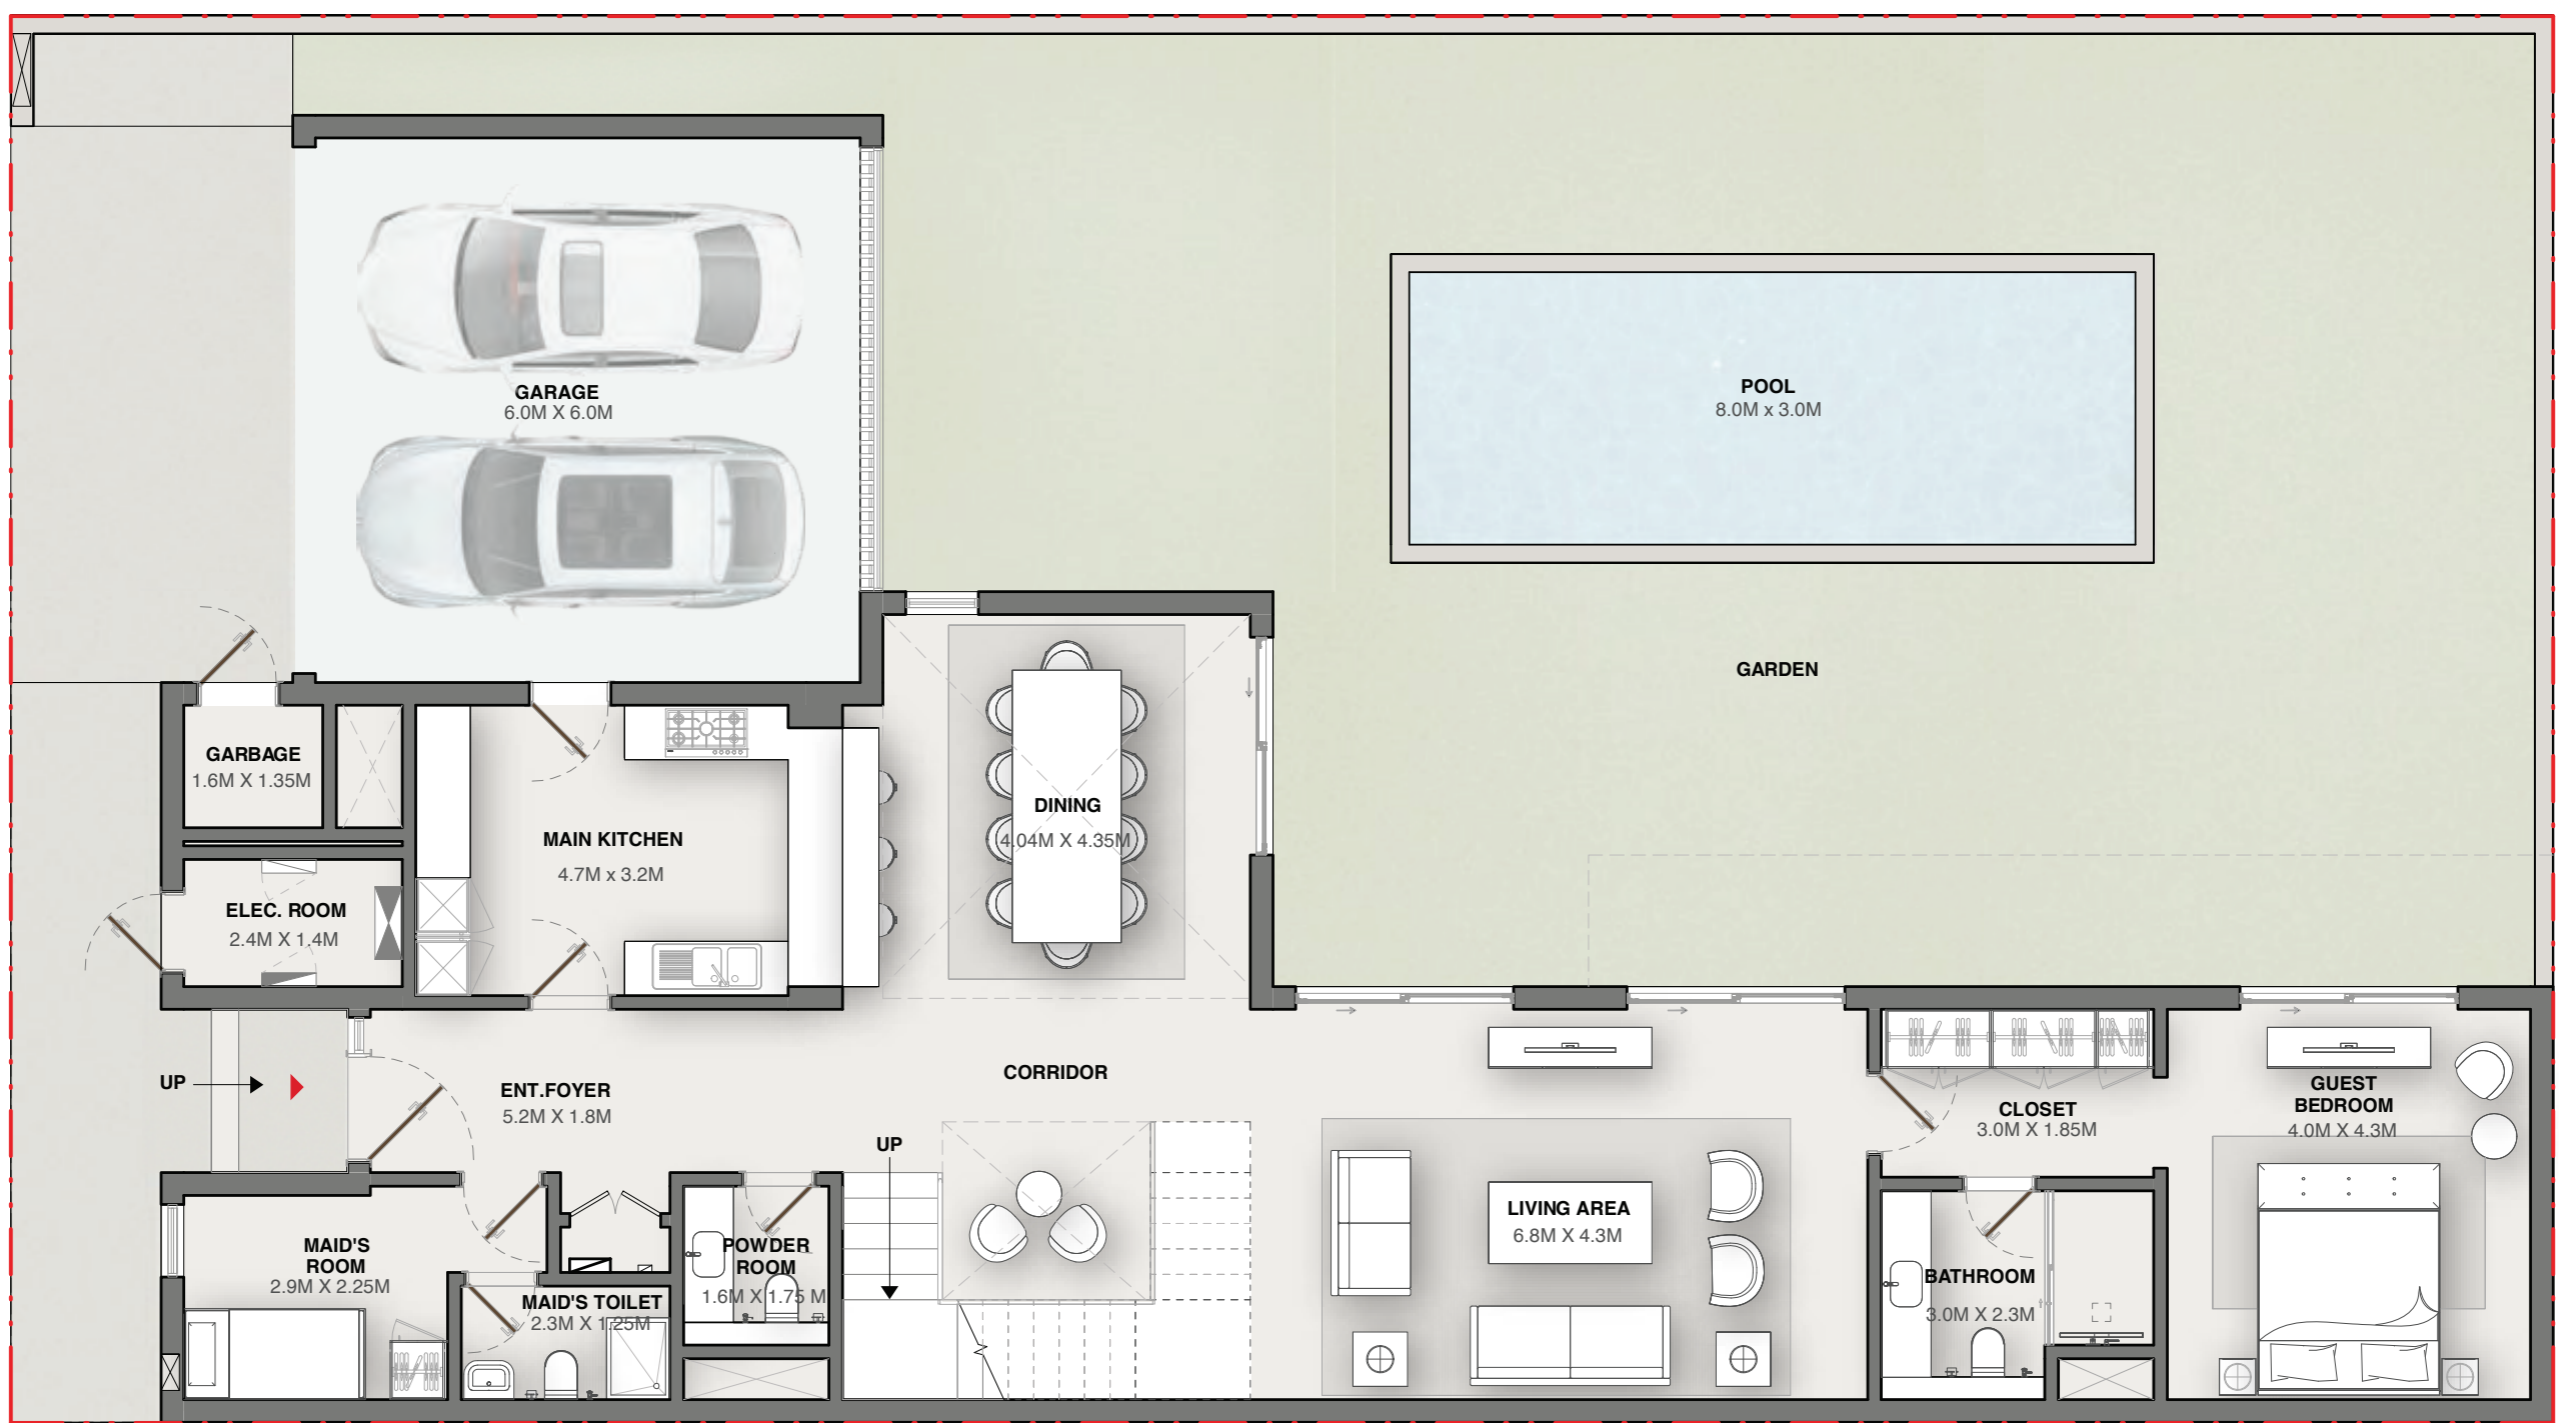 GARAGE
6.0M X 6.0M
POOL
8.0M x 3.0M
GARDEN
GARBAGE
1.6M X 1.35M
MAIN KITCHEN
4.7M x 3.2M
DINING
4.04M X 4.35M
ELEC. ROOM
2.4M X 1.4M
UP
ENT.FOYER
5.2M X 1.8M
CORRIDOR
UP
CLOSET
3.0M X 1.85M
GUEST
BEDROOM
4.0M X 4.3M
LIVING AREA
6.8M X 4.3M
MAID'S
ROOM
2.9M X 2.25M
MAID'S TOILET
2.3M X 1.25M
POWDER
ROOM
1.6M X 1.75 M
BATHROOM
3.0M X 2.3M